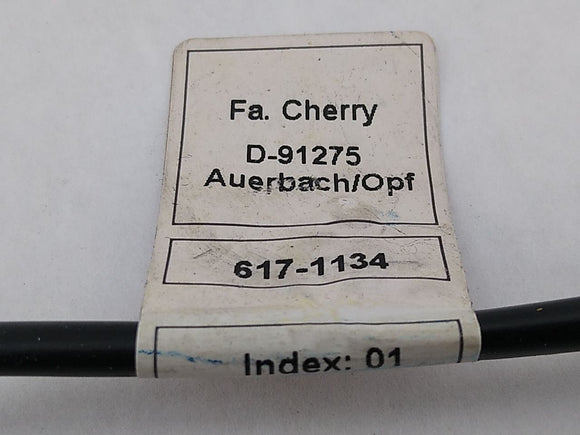 Fa. Cherry
D-91275
Auerbach/Opf
617-1134
Index: 01